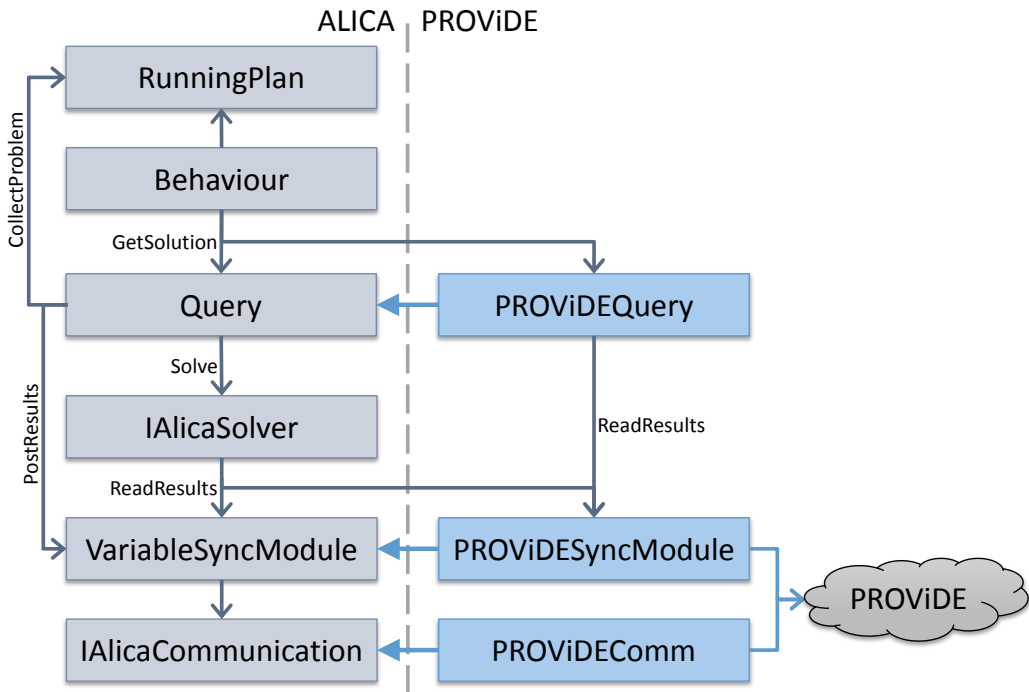 ALICA
PROViDE
RunningPlan
CollectProblem
Behaviour
GetSolution
Query
PROViDEQuery
Solve
PostResults
IAlicaSolver
ReadResults
ReadResults
VariableSyncModule
PROViDESyncModule
PROViDE
IAlicaCommunication
PROViDEComm